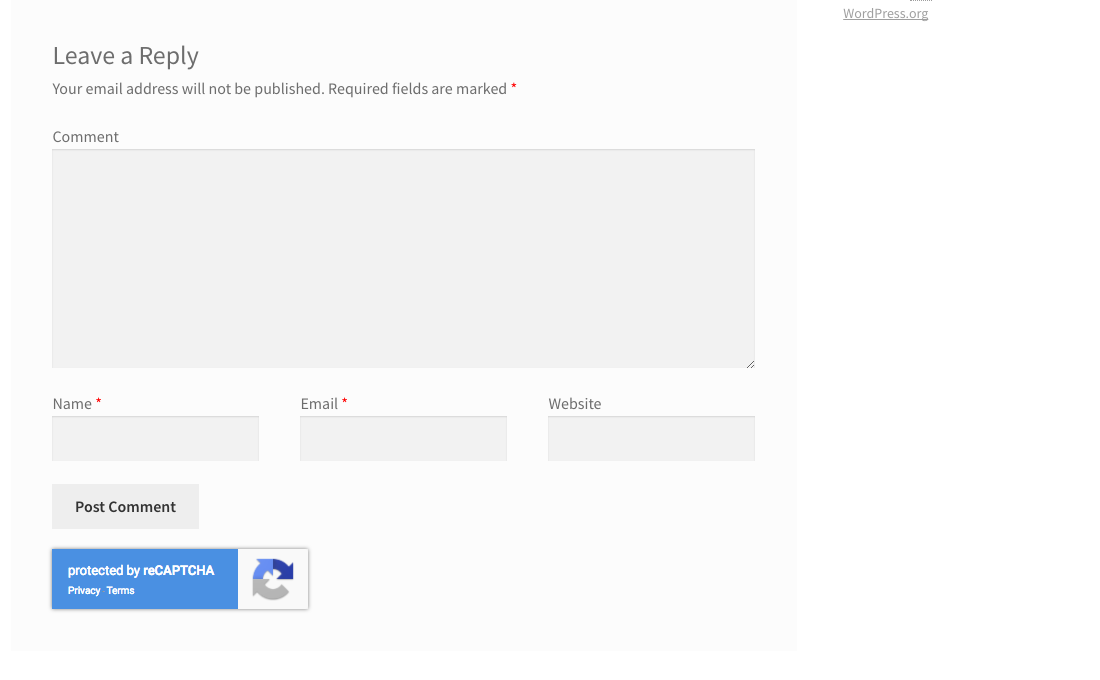 WordPress.org
Leave a Reply
Your email address will not be published. Required fields are marked *
Comment
Name *
Email *
Website
Post Comment
protected by reCAPTCHA
Privacy Terms